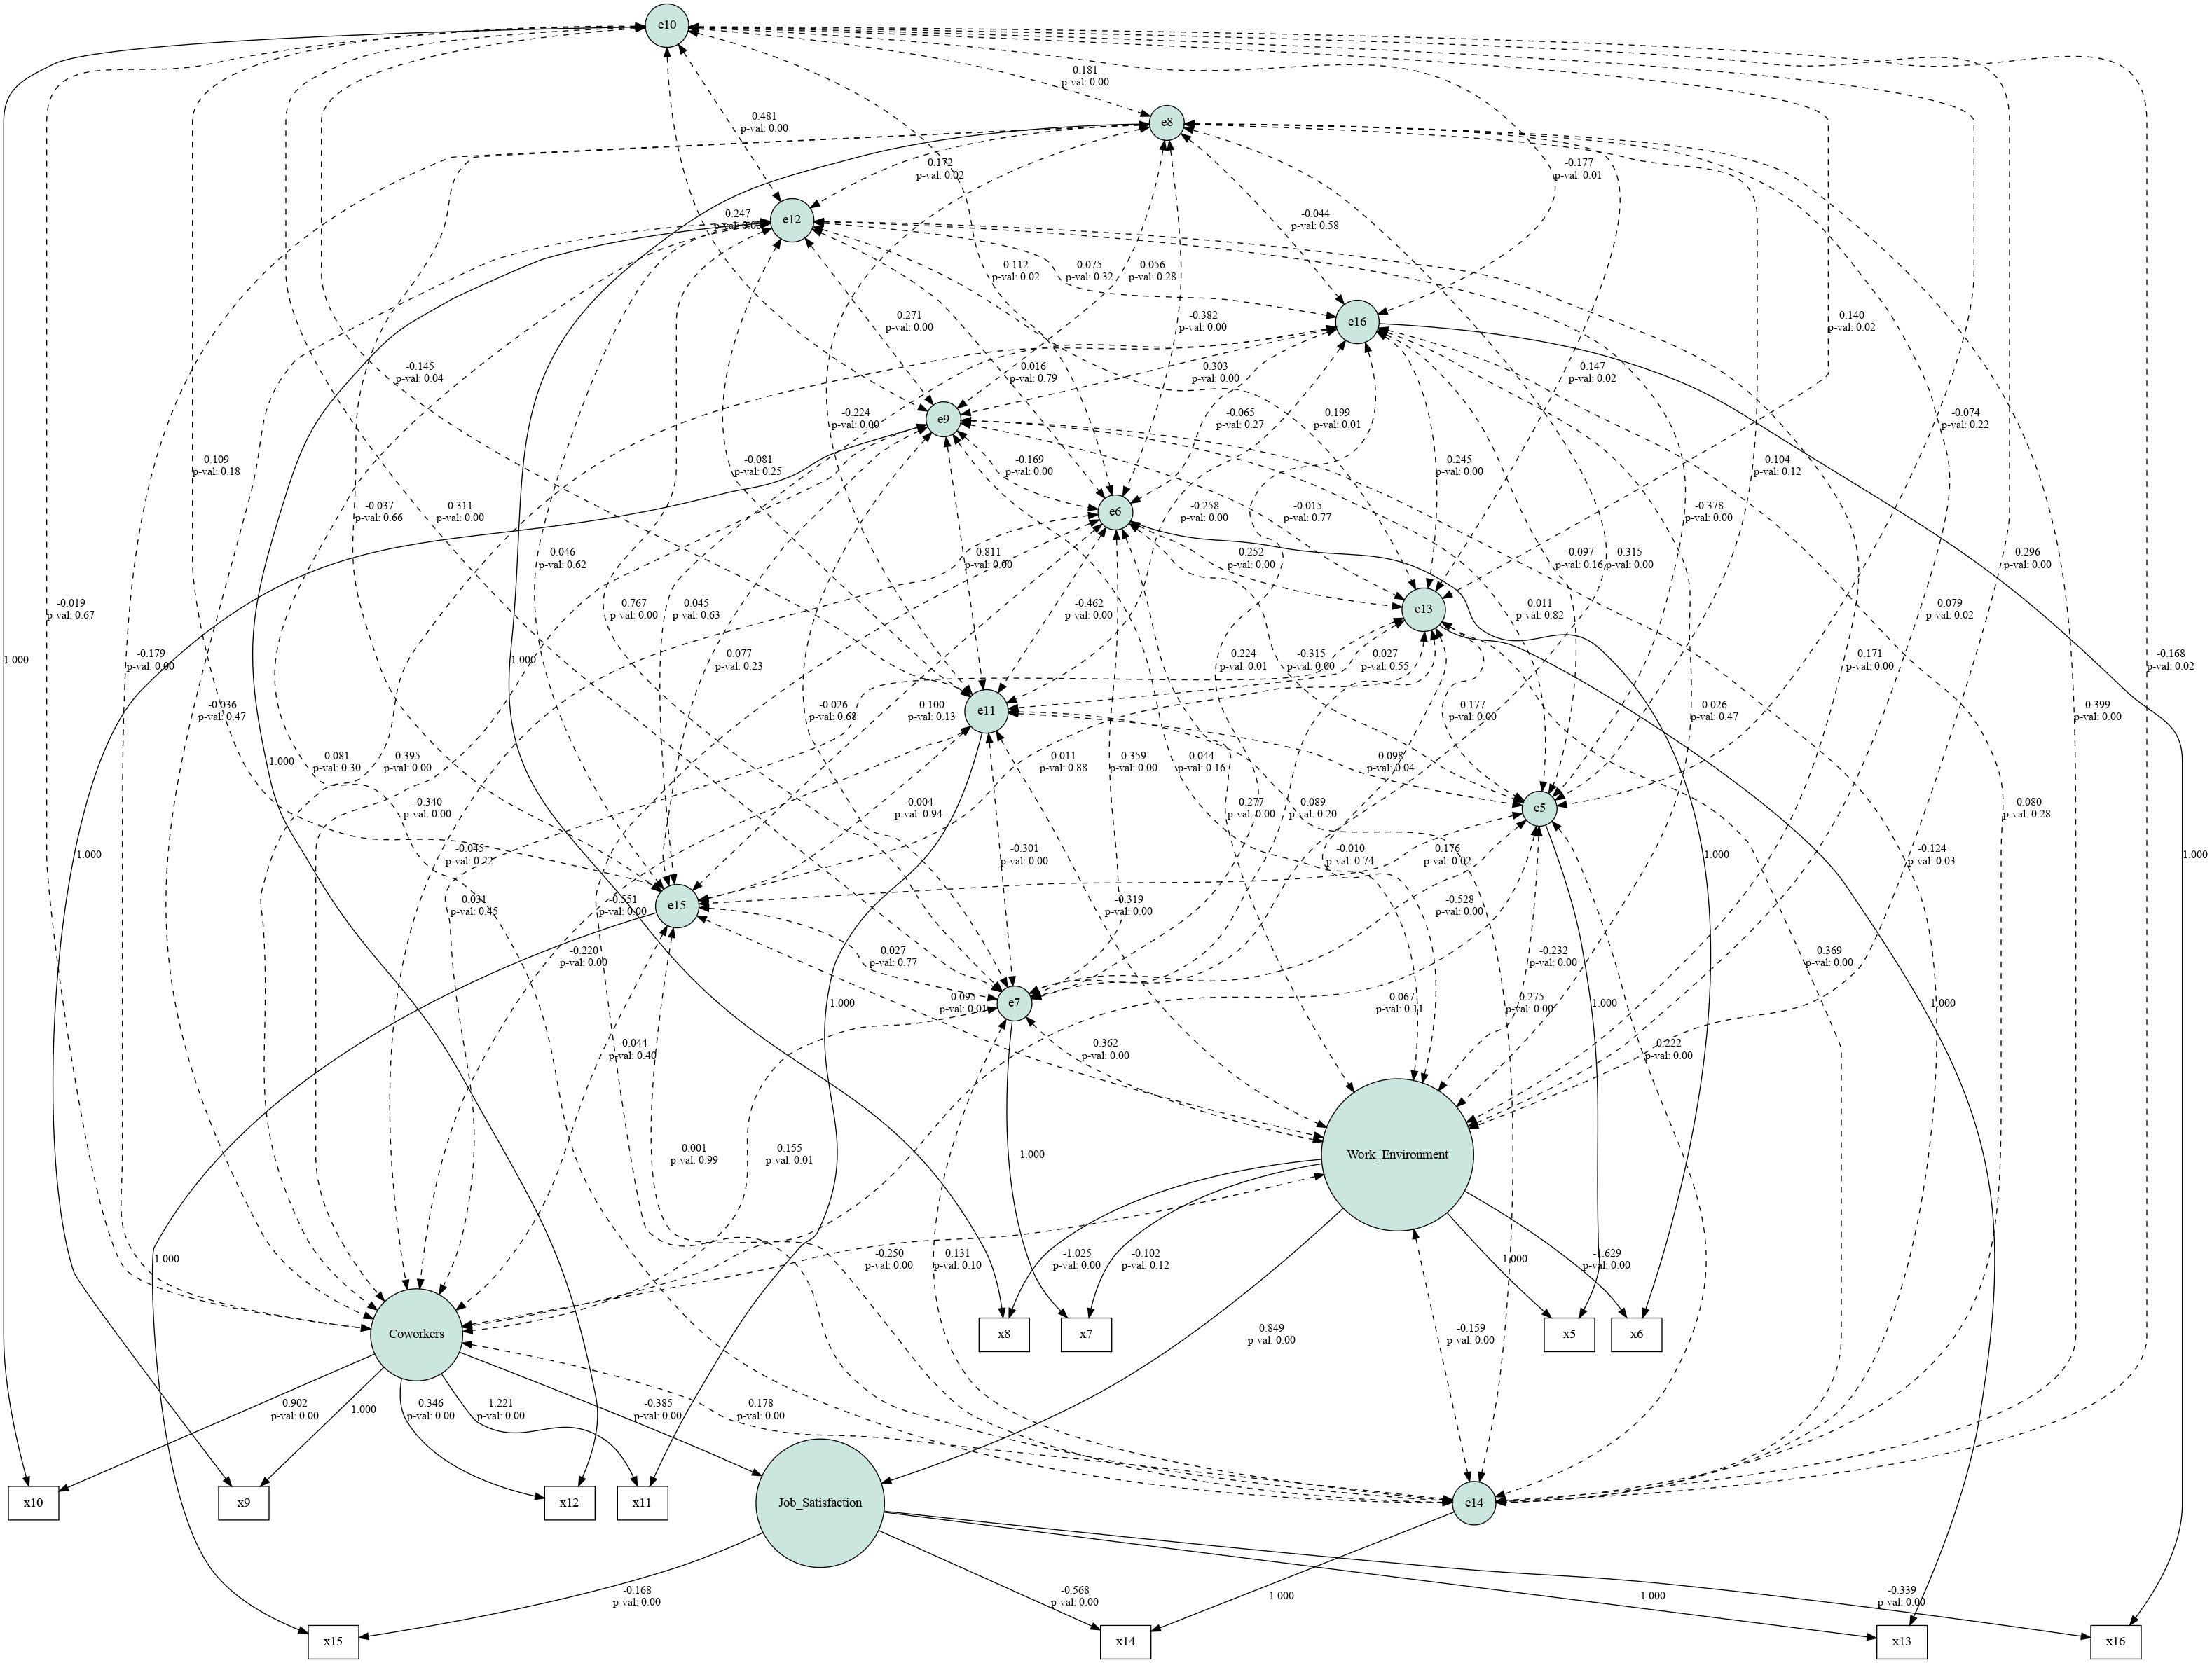 e10
0.181
p-val: 0.00
e8
0.481
p-val: 0.00
0.172
p-val: 0.02
-0.177
p-val: 0.01
e12
0.247
p-val: 0.00
-0.044
p-val: 0.58
0.112
p-val: 0.02
0.075
p-val: 0.32
0.056
p-val: 0.28
e16
0.271
p-val: 0.00
-0.382
p-val: 0.00
0.140
p-val: 0.02
-0.145
p-val: 0.04
0.016
p-val: 0.79
0.303
p-val: 0.00
0.147
p-val: 0.02
e9
-0.224
p-val: 0.00
-0.065
p-val: 0.27
0.199
p-val: 0.01
-0.074
p-val: 0.22
0.109
p-val: 0.18
-0.081
p-val: 0.25
-0.169
p-val: 0.00
0.245
p-val: 0.00
0.104
p-val: 0.12
-0.037
p-val: 0.66
0.311
p-val: 0.00
e6
-0.258
p-val: 0.00
-0.015
p-val: 0.77
-0.378
p-val: 0.00
0.046
p-val: 0.62
0.811
p-val: 0.00
0.252
p-val: 0.00
-0.097
p-val: 0.16
0.315
p-val: 0.00
0.296
p-val: 0.00
-0.019
p-val: 0.67
0.767
p-val: 0.00
0.045
p-val: 0.63
-0.462
p-val: 0.00
e13
0.011
p-val: 0.82
0.079
p-val: 0.02
1.000
-0.179
p-val: 0.00
0.077
p-val: 0.23
1.000
0.224
p-val: 0.01
-0.315
p-val: 0.00
0.027
p-val: 0.55
0.171
p-val: 0.00
-0.168
p-val: 0.02
-0.036
p-val: 0.47
-0.026
p-val: 0.68
0.100
p-val: 0.13
e11
0.177
p-val: 0.00
0.026
p-val: 0.47
0.399
p-val: 0.00
1.000
0.081
p-val: 0.30
0.395
p-val: 0.00
0.359
p-val: 0.00
0.044
p-val: 0.16
0.011
p-val: 0.88
0.098
p-val: 0.04
-0.340
p-val: 0.00
-0.004
p-val: 0.94
0.277
p-val: 0.00
0.089
p-val: 0.20
e5
-0.080
p-val: 0.28
1.000
-0.045
p-val: 0.22
-0.301
p-val: 0.00
-0.010
p-val: 0.74
0.176
p-val: 0.02
1.000
-0.124
p-val: 0.03
1.000
0.031
p-val: 0.45
-0.551
p-val: 0.00
e15
-0.319
p-val: 0.00
-0.528
p-val: 0.00
-0.220
p-val: 0.00
0.027
p-val: 0.77
-0.232
p-val: 0.00
0.369
p-val: 0.00
1.000
0.095
p-val: 0.01
e7
-0.067
p-val: 0.11
-0.275
p-val: 0.00
1.000
1.000
-0.044
p-val: 0.40
0.362
p-val: 0.00
0.222
p-val: 0.00
0.001
p-val: 0.99
0.155
p-val: 0.01
1.000
Work_Environment
1.000
-0.250
p-val: 0.00
0.131
p-val: 0.10
-1.025
p-val: 0.00
-0.102
p-val: 0.12
1.000
-1.629
p-val: 0.00
Coworkers
x8
x7
0.849
p-val: 0.00
-0.159
p-val: 0.00
x5
x6
0.902
p-val: 0.00
1.000
0.346
p-val: 0.00
1.221
p-val: 0.00
-0.385
p-val: 0.00
0.178
p-val: 0.00
x10
x9
x12
x11
Job_Satisfaction
e14
-0.168
p-val: 0.00
-0.568
p-val: 0.00
1.000
1.000
-0.339
p-val: 0.00
x15
x14
x13
x16